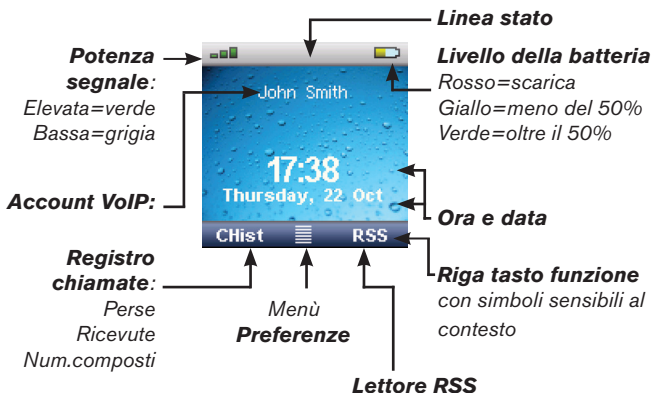 Linea stato
Potenza
segnale:
Elevata=verde
Bassa=grigia
Livello della batteria
Rosso=scarica
Giallo=meno del 50%
Verde=oltre il 50%
John Smith
17:38
Thursday, 22 Oct
Account VoIP:
Ora e data
CHist
RSS
Registro
chiamate:
Perse
Ricevute
Num.composti
Menù
Preferenze
Riga tasto funzione
con simboli sensibili al
contesto
Lettore RSS